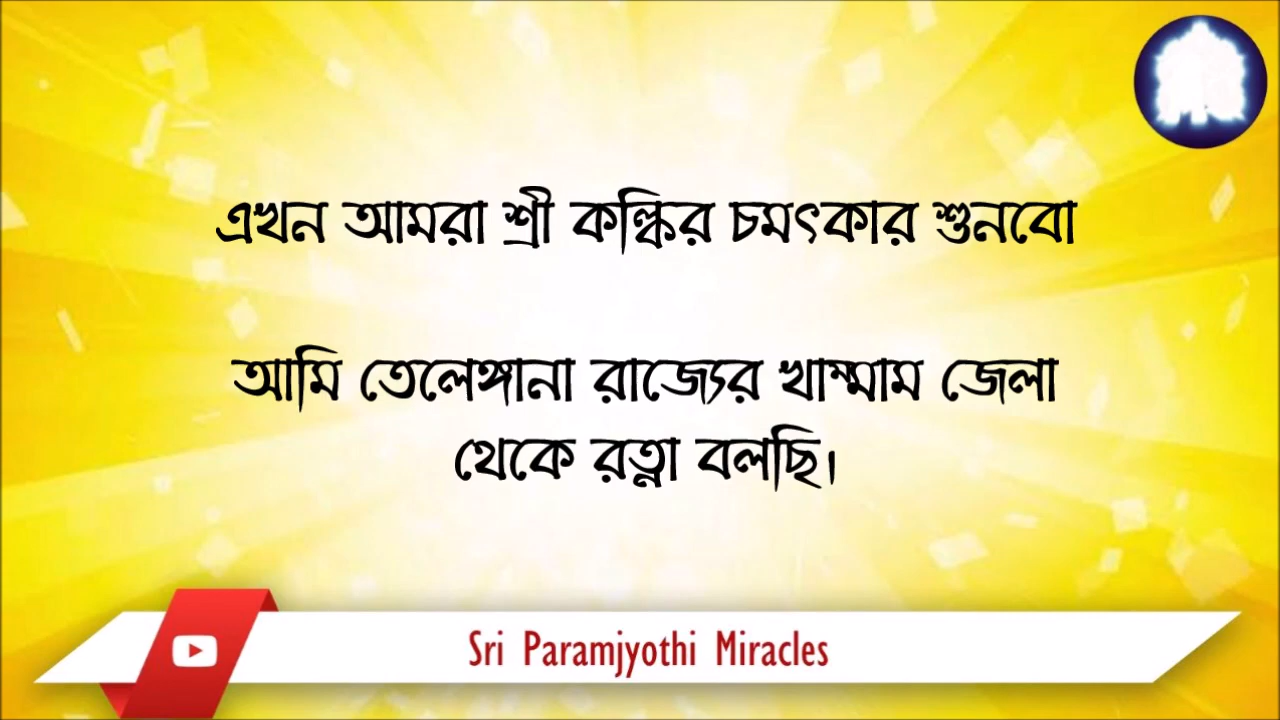 এখন আমরা শ্রী কল্কির চমৎকার শুনবো
আমি তেলেঙ্গানা রাজ্যের খাম্মাম জেলা
থেকে রত্না বলছি।
Sri Paramjyothi Miracles